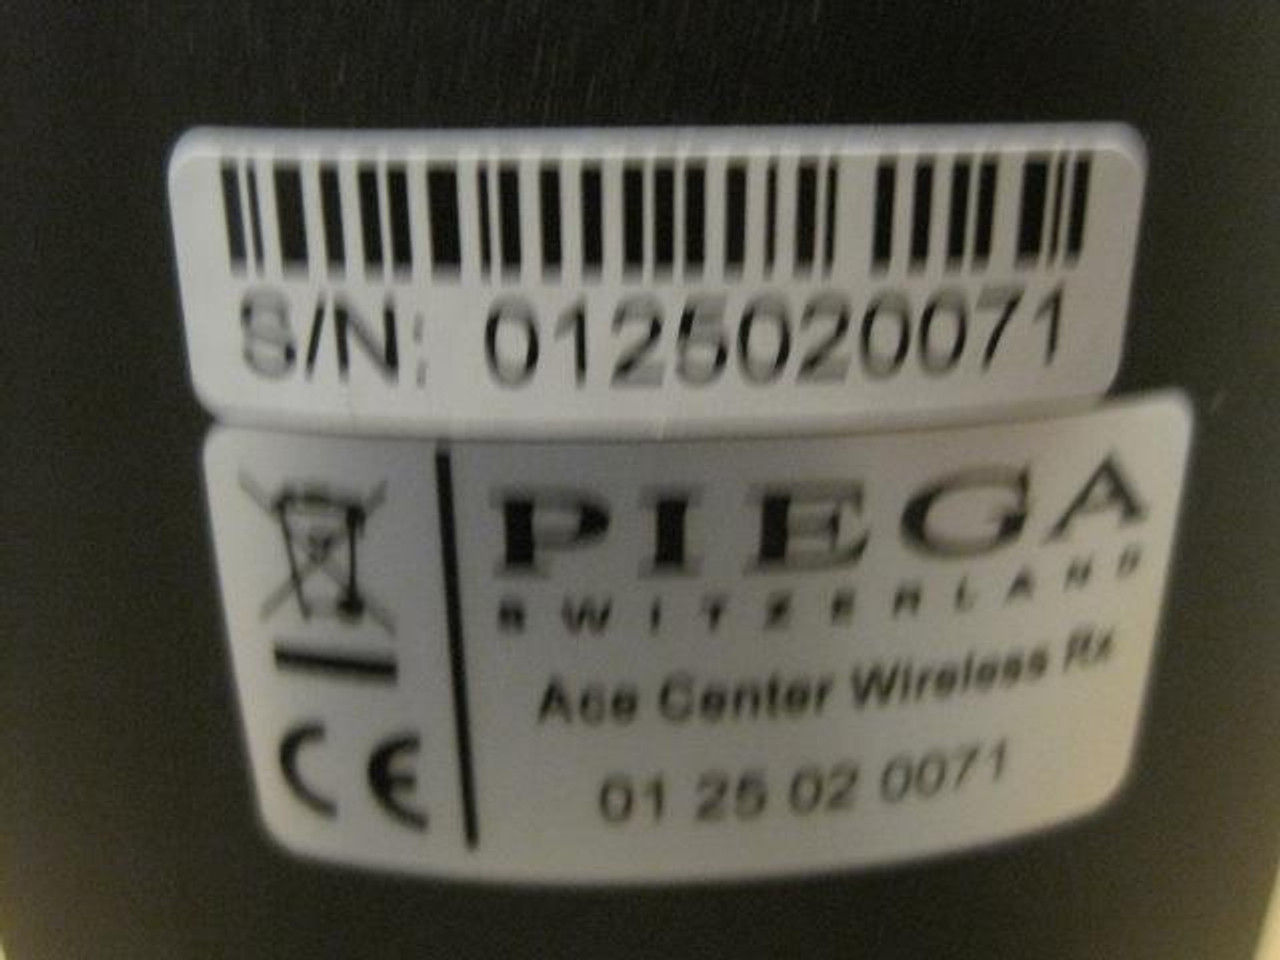 S/N: 0125020071
PIEGA
SWITZERLAND
Ace Center Wireless Rx
01 25 02 0071
CE